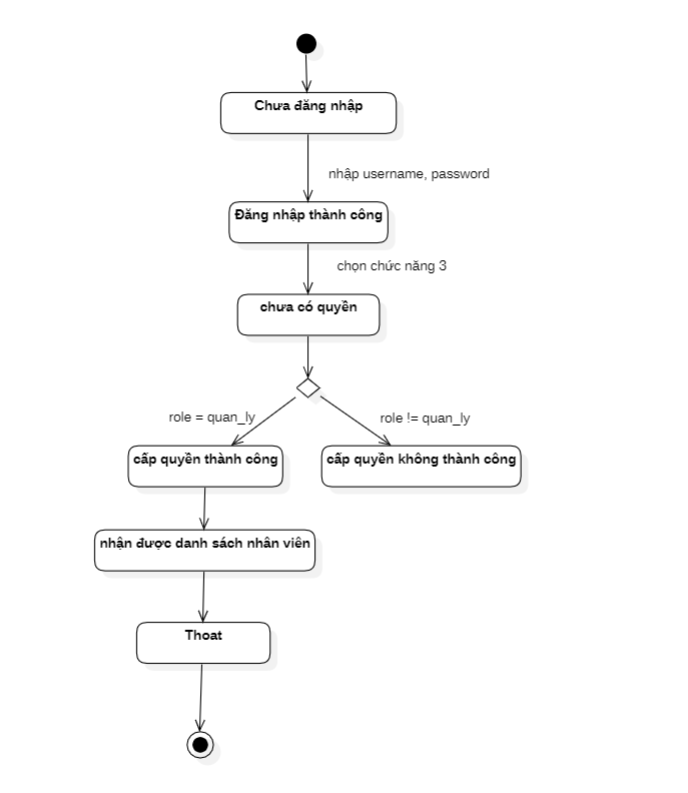 Chưa đăng nhập
nhập username, password
Đăng nhập thành công
chọn chức năng 3
chưa có quyền
role = quan_ly
role != quan_ly
cấp quyền thành công
cấp quyền không thành công
nhận được danh sách nhân viên
Thoat